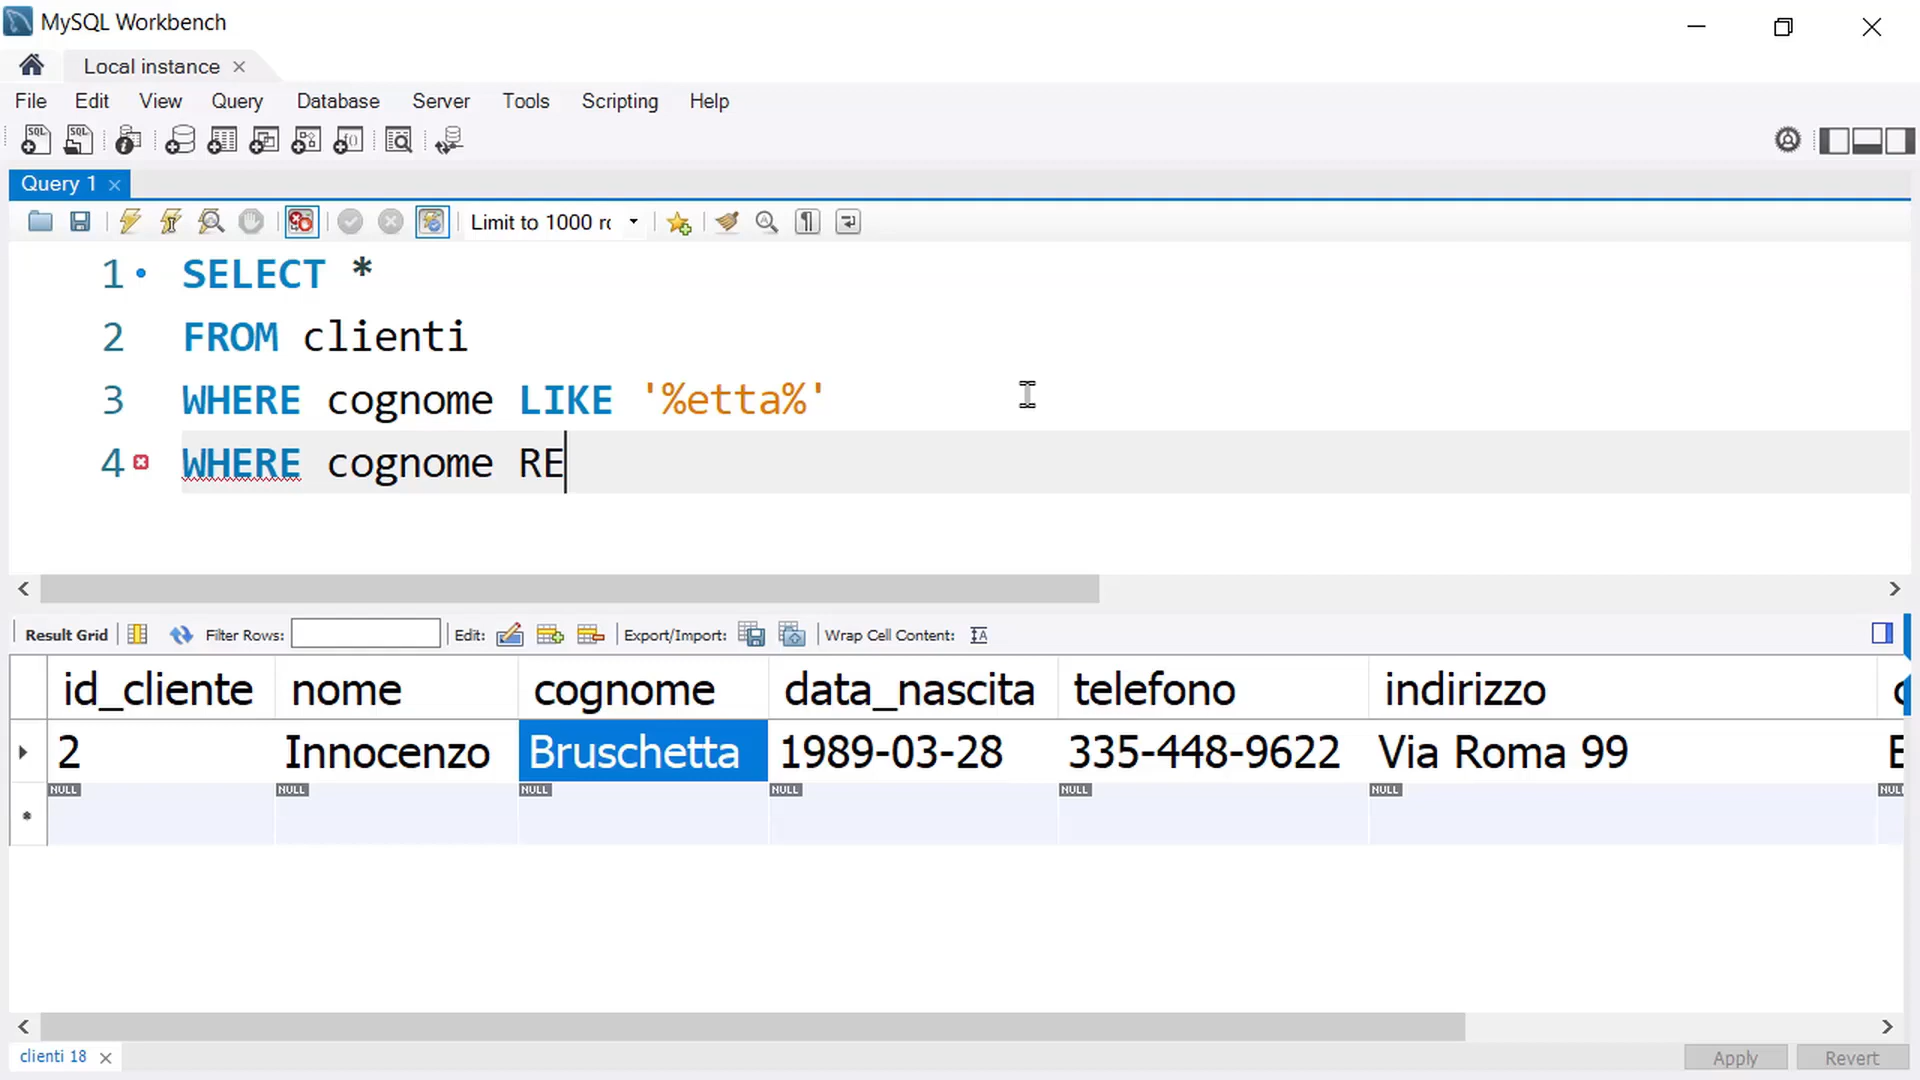 MySQL Workbench
Local instance
File Edit View Query Database Server Tools Scripting Help
Query 1
Limit to 1000 rc
1 SELECT *
2 FROM clienti
3 WHERE cognome LIKE '%etta%'
4 WHERE cognome RE
Result Grid Filter Rows: Edit: Export/Import: Wrap Cell Content:
id_cliente nome cognome data_nascita telefono indirizzo
2 Innocenzo Bruschetta 1989-03-28 335-448-9622 Via Roma 99
NULL NULL NULL NULL NULL NULL NULL
clienti 18
Apply Revert